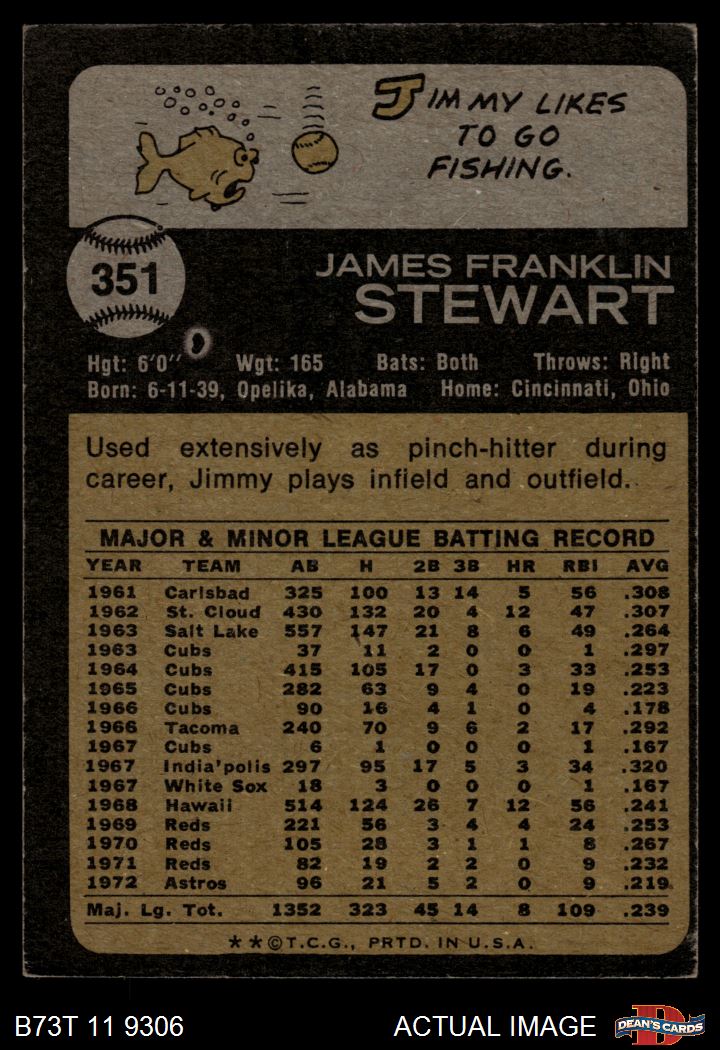 JIMMY LIKES
TO GO
FISHING.
351
JAMES FRANKLIN
STEWART
Hgt: 6'0" Wgt: 165 Bats: Both Throws: Right
Born: 6-11-39, Opelika, Alabama Home: Cincinnati, Ohio
Used extensively as pinch-hitter during
career, Jimmy plays infield and outfield.
MAJOR & MINOR LEAGUE BATTING RECORD
YEAR TEAM AB H 2B 3B HR RBI AVG
1961 Carlsbad 325 100 13 14 5 56 .308
1962 St. Cloud 430 132 20 4 12 47 .307
1963 Salt Lake 557 147 21 8 6 49 .264
1963 Cubs 37 11 2 0 0 1 .297
1964 Cubs 415 105 17 0 3 33 .253
1965 Cubs 282 63 9 4 0 19 .223
1966 Cubs 90 16 4 1 0 4 .178
1966 Tacoma 240 70 9 6 2 17 .292
1967 Cubs 6 1 0 0 0 1 .167
1967 India'polis 297 95 17 5 3 34 .320
1967 White Sox 18 3 0 0 0 1 .167
1968 Hawaii 514 124 26 7 12 56 .241
1969 Reds 221 56 3 4 4 24 .253
1970 Reds 105 28 3 1 1 8 .267
1971 Reds 82 19 2 2 0 9 .232
1972 Astros 96 21 5 2 0 9 .219
Maj. Lg. Tot. 1352 323 45 14 8 109 .239
**©T.C.G., PRTD. IN U.S.A.
B73T 11 9306 ACTUAL IMAGE
DEAN'S CARDS